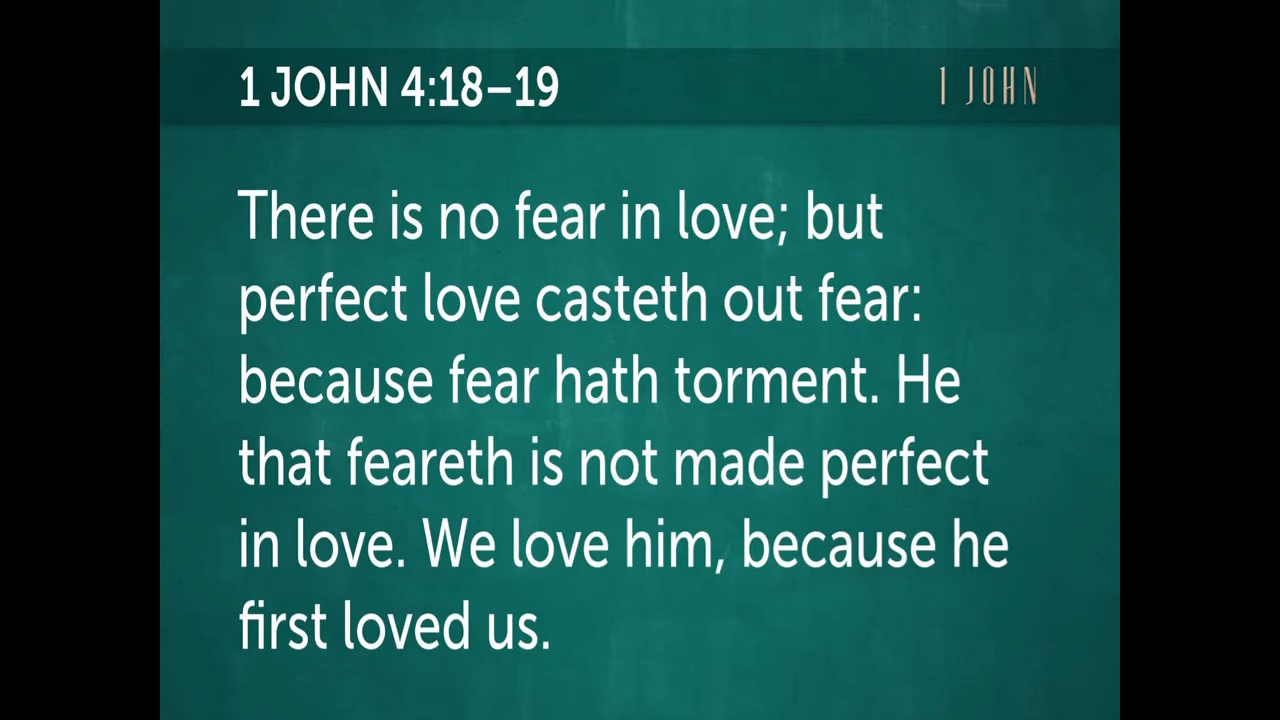 1 JOHN 4:18–19
1 JOHN
There is no fear in love; but
perfect love casteth out fear:
because fear hath torment. He
that feareth is not made perfect
in love. We love him, because he
first loved us.